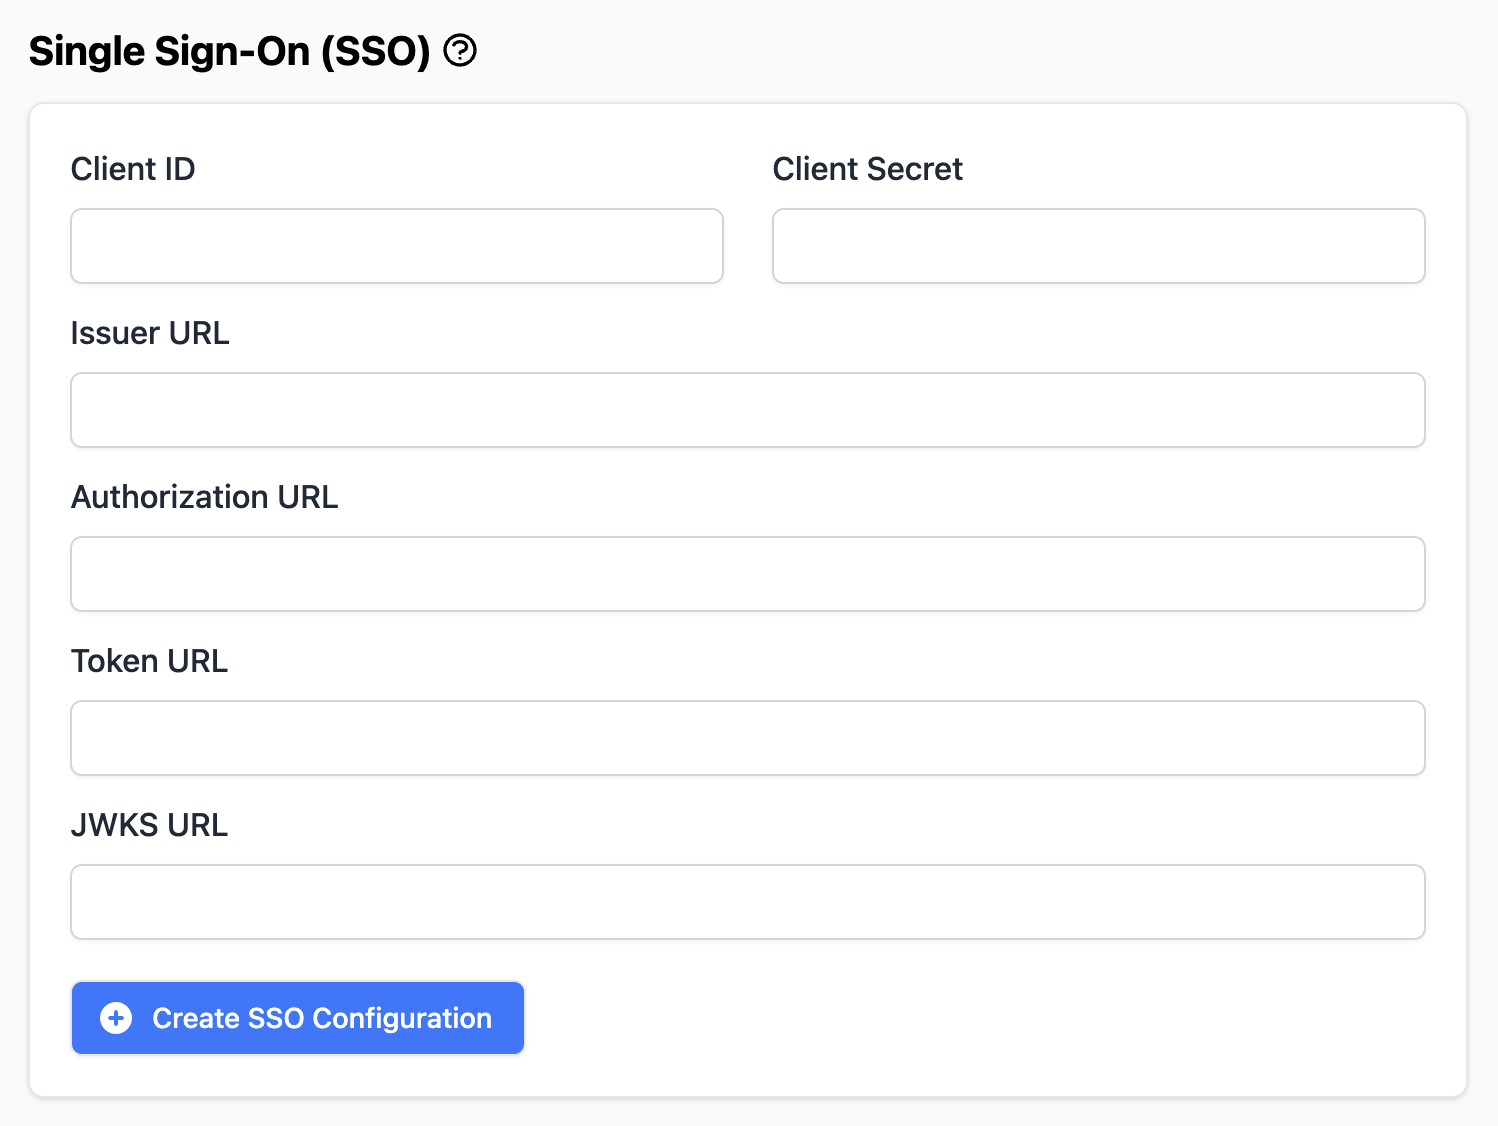 Single Sign-On (SSO)
Client ID
Client Secret
Issuer URL
Authorization URL
Token URL
JWKS URL
Create SSO Configuration